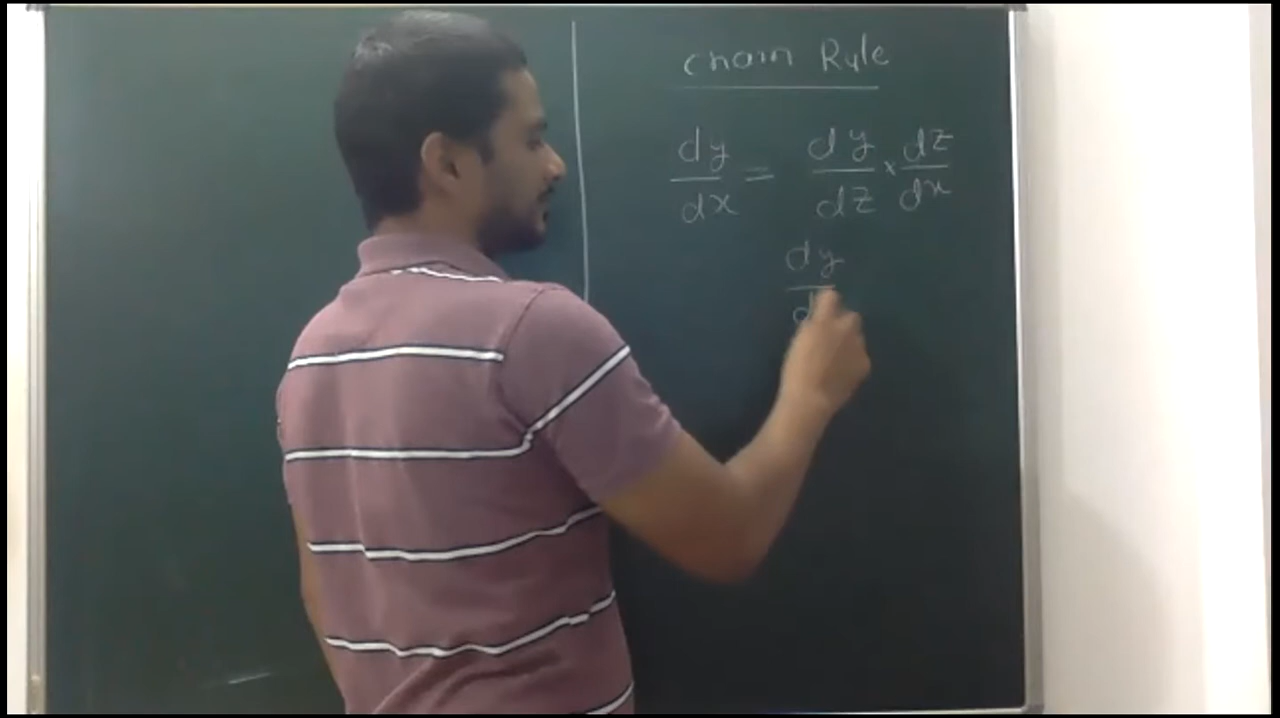 Chain Rule
dy/dx = dy/dz × dz/dx
dy/d